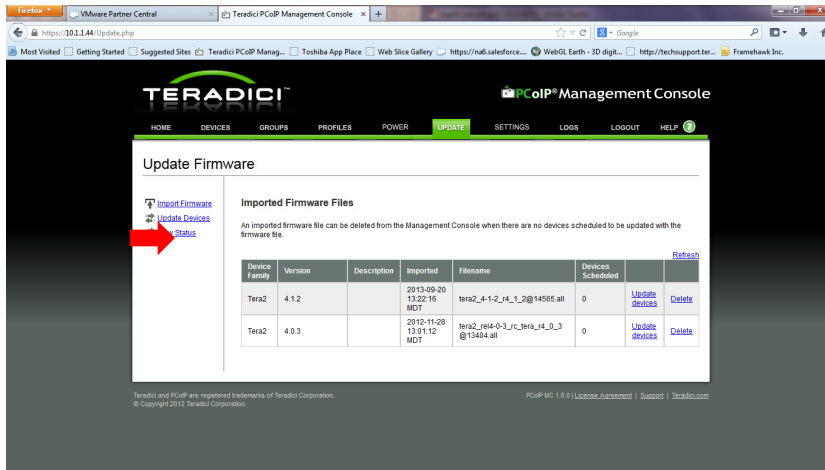 Firefox
VMware Partner Central
Teradici PCoIP Management Console
https://10.1.1.44/Update.php
Google
Most Visited Getting Started Suggested Sites Teradici PCoIP Manag... Toshiba App Place Web Slice Gallery https://na6.salesforce... WebGL Earth - 3D digit... http://techsupport.ter... Framehawk Inc.
TERADICI™
PCoIP® Management Console
HOME DEVICES GROUPS PROFILES POWER UPDATE SETTINGS LOGS LOGOUT HELP ?
Update Firmware
Import Firmware
Update Devices
Status
Imported Firmware Files
An imported firmware file can be deleted from the Management Console when there are no devices scheduled to be updated with the
firmware file.
Refresh
Device Family Version Description Imported Filename Devices Scheduled
Tera2 4.1.2 2013-09-20 13:22:16 MDT tera2_4-1-2_r4_1_2@14565.all 0 Update devices Delete
Tera2 4.0.3 2012-11-28 13:01:12 MDT tera2_rel4-0-3_rc_tera_r4_0_3@13404.all 0 Update devices Delete
Teradici and PCoIP are registered trademarks of Teradici Corporation.
© Copyright 2012 Teradici Corporation.
PCoIP MC 1.8.0 | License Agreement | Support | Teradici.com